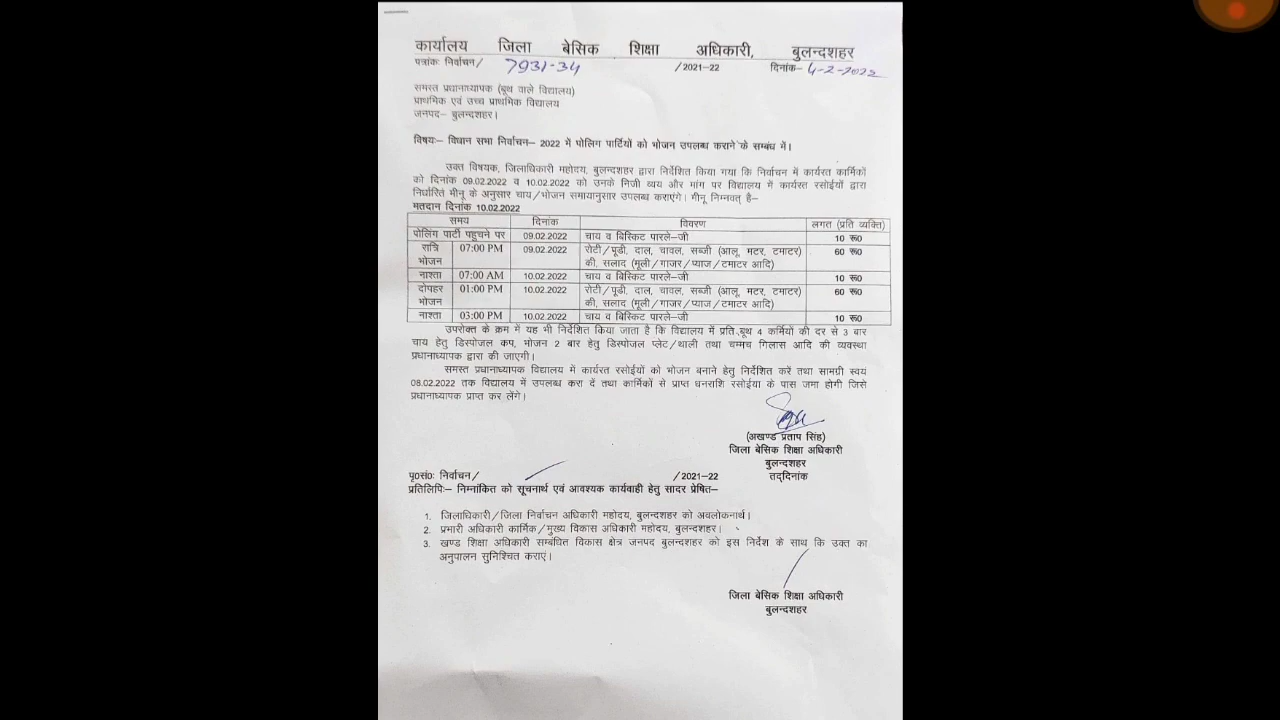 कार्यालय जिला बेसिक शिक्षा अधिकारी, बुलन्दशहर
पत्रांकः निर्वाचन/ 7931-34 /2021–22 दिनांक– 4-2-2022
समस्त प्रधानाध्यापक (बूथ वाले विद्यालय)
प्राथमिक एवं उच्च प्राथमिक विद्यालय
जनपद– बुलन्दशहर।
विषयः– विधान सभा निर्वाचन– 2022 में पोलिंग पार्टियों को भोजन उपलब्ध कराने के सम्बंध में।
उक्त विषयक, जिलाधिकारी महोदय, बुलन्दशहर द्वारा निर्देशित किया गया कि निर्वाचन में कार्यरत कार्मिकों
को दिनांक 09.02.2022 व 10.02.2022 को उनके निजी व्यय और मांग पर विद्यालय में कार्यरत रसोईयों द्वारा
निर्धारित मीनू के अनुसार चाय/भोजन समायानुसार उपलब्ध कराएंगे। मीनू निम्नवत् है–
मतदान दिनांक 10.02.2022
समय दिनांक विवरण लगत (प्रति व्यक्ति)
पोलिंग पार्टी पहुचने पर 09.02.2022 चाय व बिस्किट पारले–जी 10 रू0
रात्रि 07:00 PM 09.02.2022 रोटी/पूडी, दाल, चावल, सब्जी (आलू, मटर, टमाटर) 60 रू0
भोजन की, सलाद (मूली/गाजर/प्याज/टमाटर आदि)
नाश्ता 07:00 AM 10.02.2022 चाय व बिस्किट पारले–जी 10 रू0
दोपहर 01:00 PM 10.02.2022 रोटी/पूडी, दाल, चावल, सब्जी (आलू, मटर, टमाटर) 60 रू0
भोजन की, सलाद (मूली/गाजर/प्याज/टमाटर आदि)
नाश्ता 03:00 PM 10.02.2022 चाय व बिस्किट पारले–जी 10 रू0
उपरोक्त के क्रम में यह भी निर्देशित किया जाता है कि विद्यालय में प्रति बूथ 4 कर्मियों की दर से 3 बार
चाय हेतु डिस्पोजल कप, भोजन 2 बार हेतु डिस्पोजल प्लेट/थाली तथा चम्मच गिलास आदि की व्यवस्था
प्रधानाध्यापक द्वारा की जाएगी।
समस्त प्रधानाध्यापक विद्यालय में कार्यरत रसोईयों को भोजन बनाने हेतु निर्देशित करें तथा सामग्री स्वयं
08.02.2022 तक विद्यालय में उपलब्ध करा दें तथा कार्मिकों से प्राप्त धनराशि रसोईया के पास जमा होगी जिसे
प्रधानाध्यापक प्राप्त कर लेंगे।
(अखण्ड प्रताप सिंह)
जिला बेसिक शिक्षा अधिकारी
बुलन्दशहर
पृ0सं0: निर्वाचन/ /2021–22 तद्दिनांक
प्रतिलिपिः– निम्नांकित को सूचनार्थ एवं आवश्यक कार्यवाही हेतु सादर प्रेषित–
1. जिलाधिकारी/जिला निर्वाचन अधिकारी महोदय, बुलन्दशहर को अवलोकनार्थ।
2. प्रभारी अधिकारी कार्मिक/मुख्य विकास अधिकारी महोदय, बुलन्दशहर।
3. खण्ड शिक्षा अधिकारी सम्बंधित विकास क्षेत्र जनपद बुलन्दशहर को इस निर्देश के साथ कि उक्त का
अनुपालन सुनिश्चित कराएं।
जिला बेसिक शिक्षा अधिकारी
बुलन्दशहर